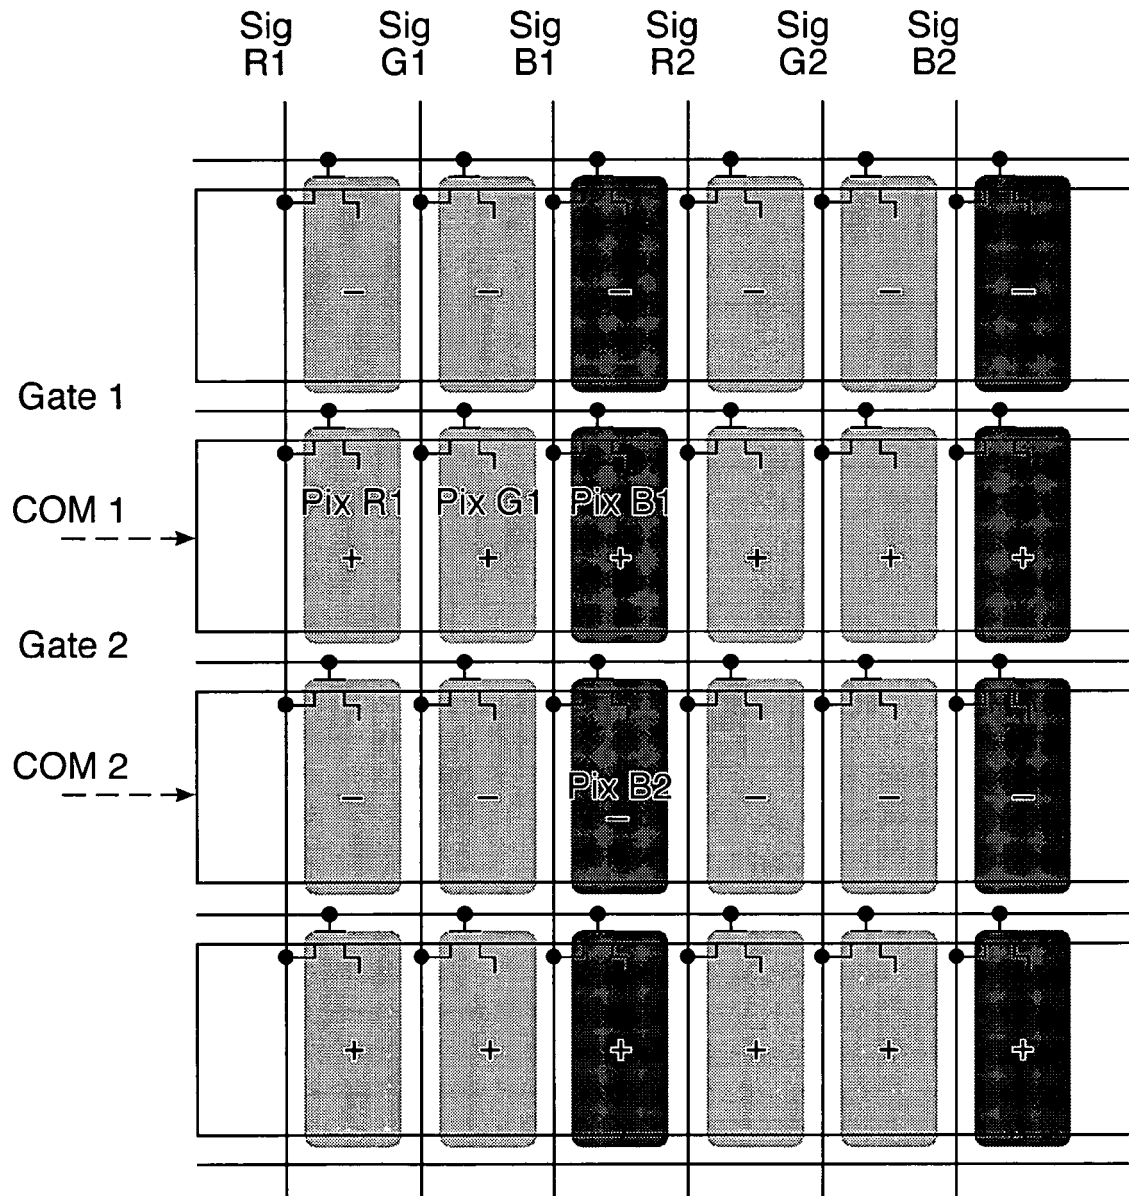 Sig R1
Sig G1
Sig B1
Sig R2
Sig G2
Sig B2
− − − − − −
Gate 1
COM 1
Pix R1 Pix G1 Pix B1
+ + + + + +
Gate 2
COM 2
Pix B2
− − − − − −
+ + + + + +